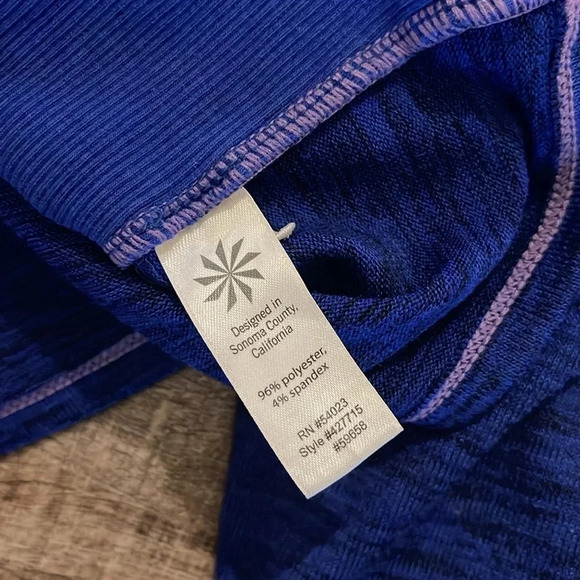 Designed in
Sonoma County,
California
96% polyester,
4% spandex
RN #54023
Style #427715
#59658